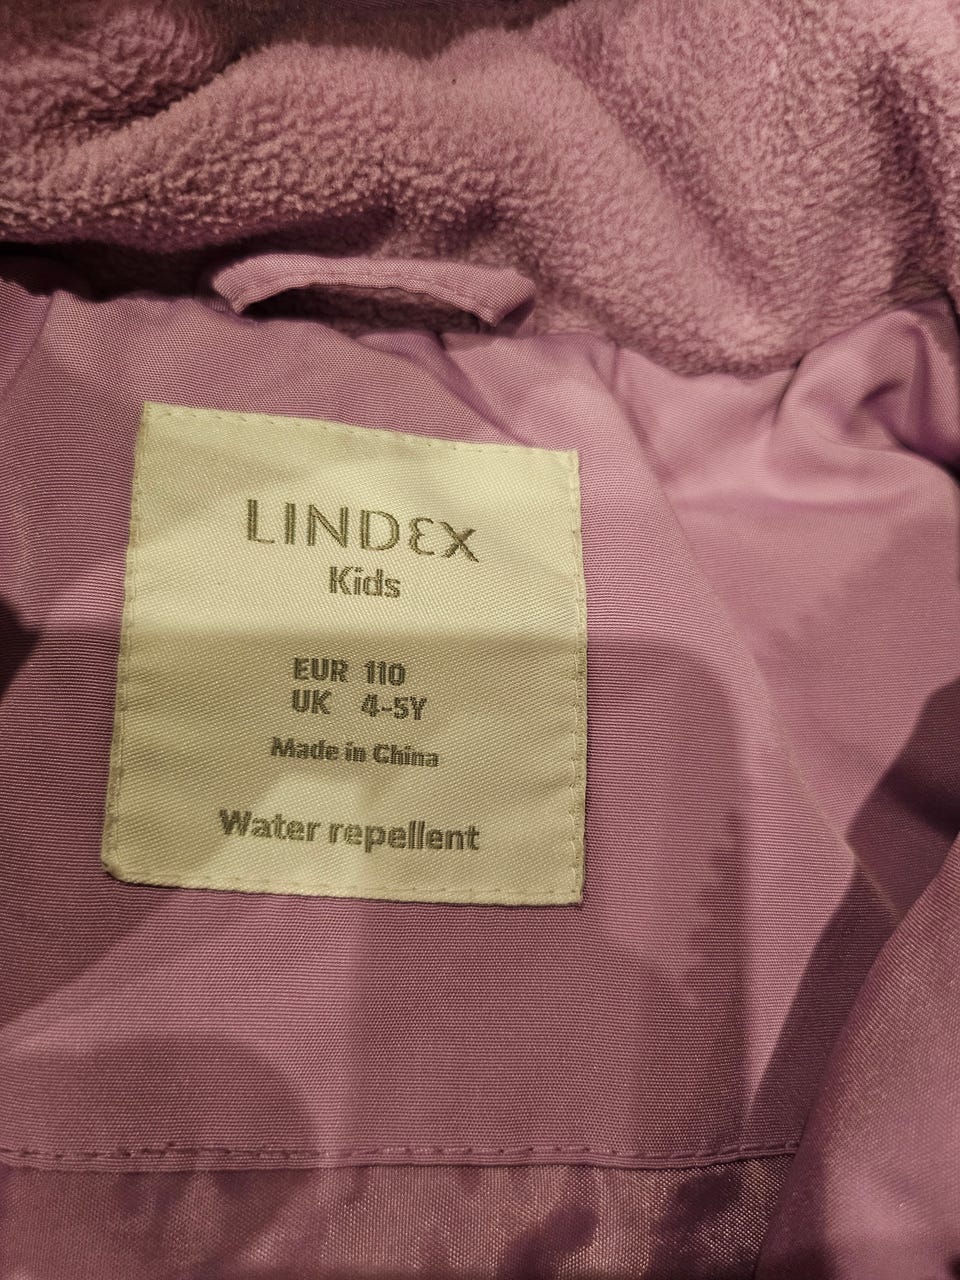 LINDEX
Kids
EUR 110
UK 4-5Y
Made in China
Water repellent